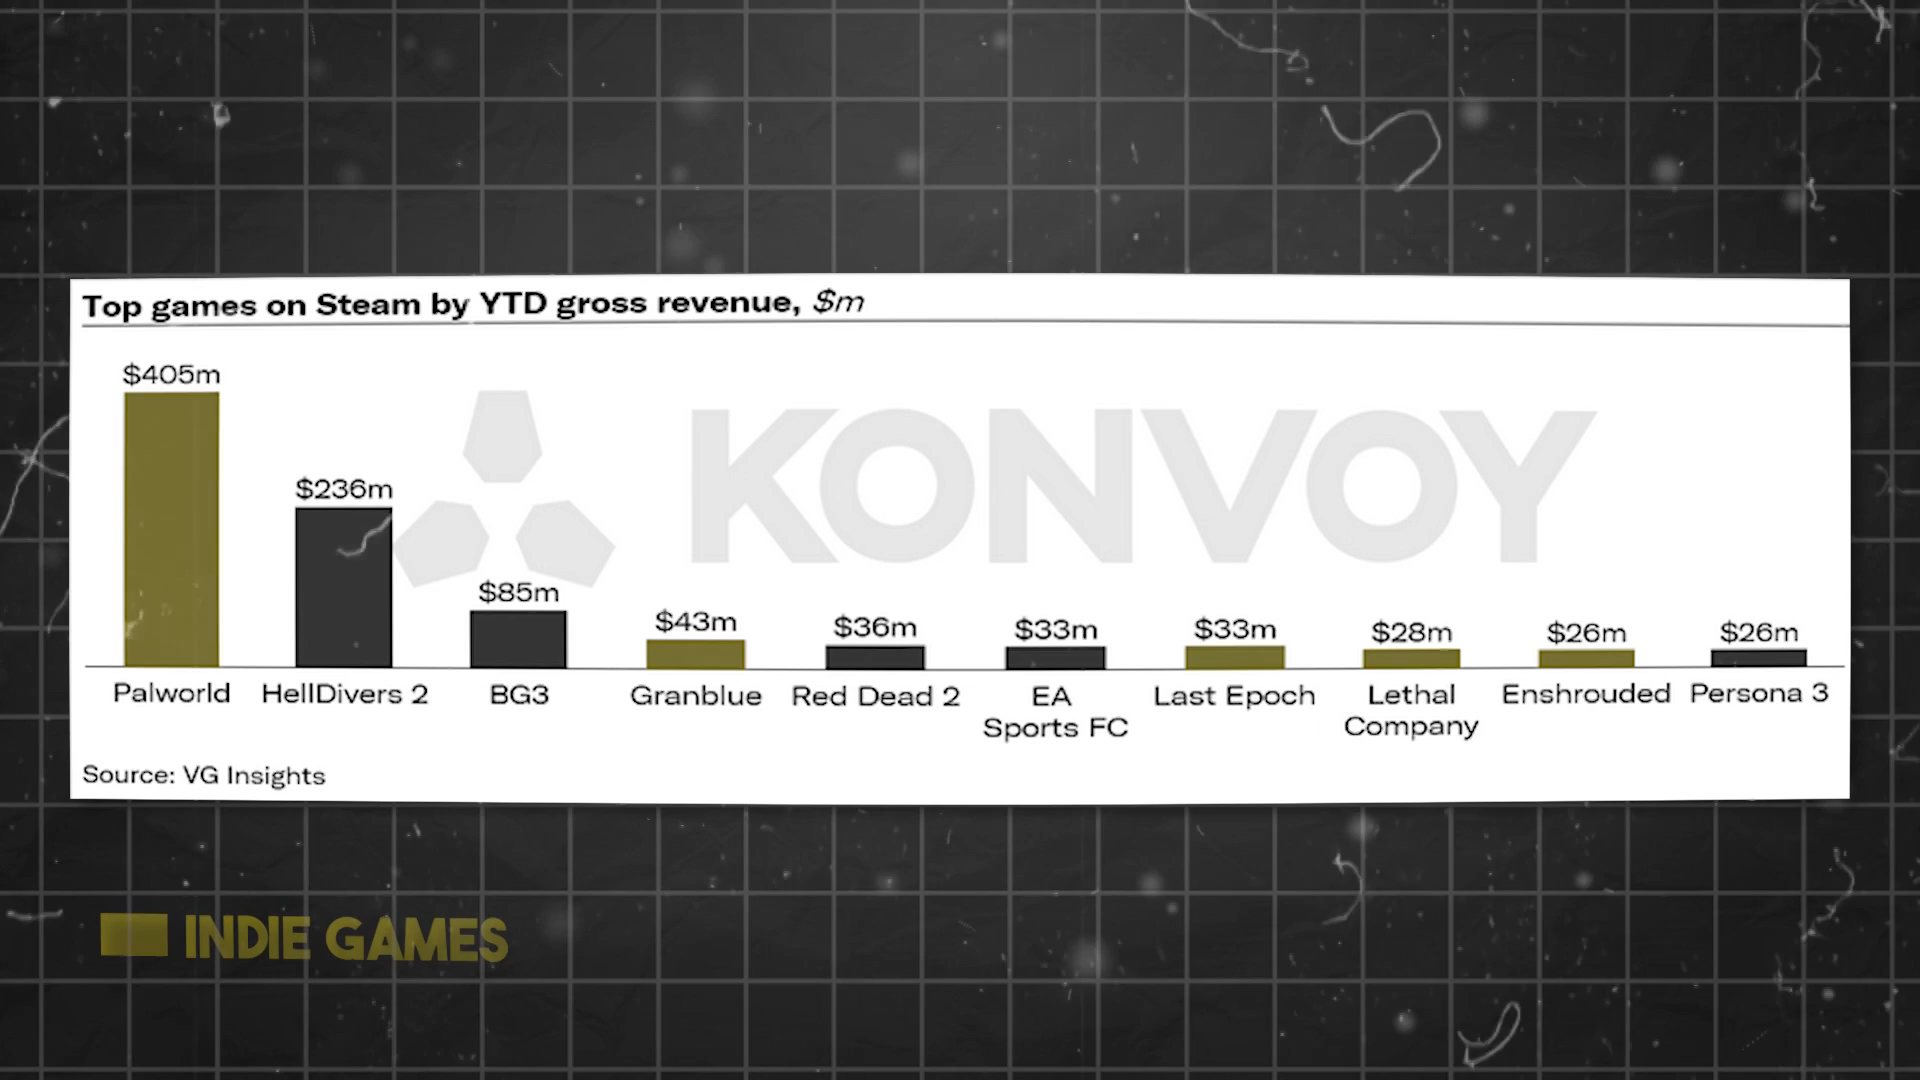 Top games on Steam by YTD gross revenue, $m
$405m
$236m
$85m
$43m
$36m
$33m
$33m
$28m
$26m
$26m
KONVOY
Palworld
HellDivers 2
BG3
Granblue
Red Dead 2
EA
Sports FC
Last Epoch
Lethal
Company
Enshrouded
Persona 3
Source: VG Insights
INDIE GAMES